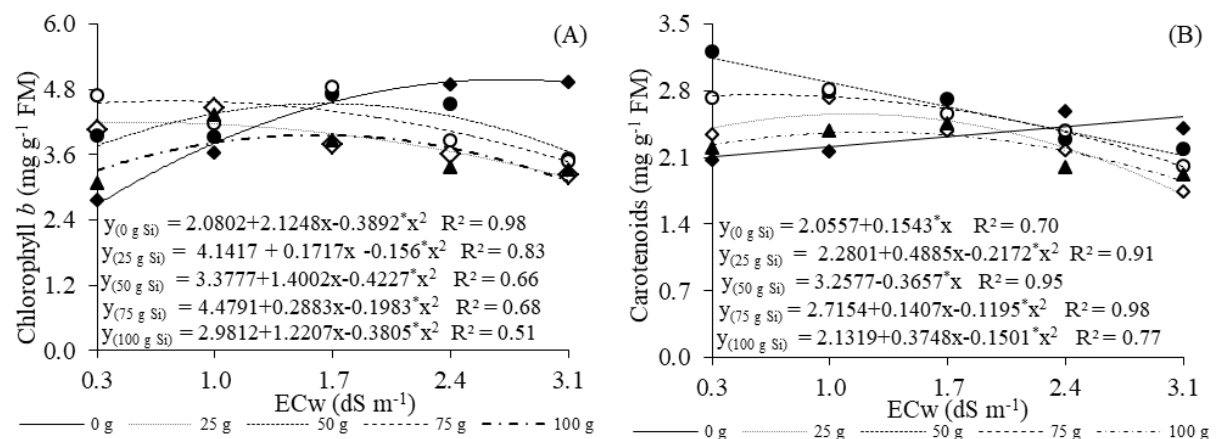 (A)
Chlorophyll b (mg g⁻¹ FM)
6.0
4.8
3.6
2.4
1.2
0.0
y(0 g Si) = 2.0802+2.1248x-0.3892*x² R² = 0.98
y(25 g Si) = 4.1417 + 0.1717x -0.156*x² R² = 0.83
y(50 g Si) = 3.3777+1.4002x-0.4227*x² R² = 0.66
y(75 g Si) = 4.4791+0.2883x-0.1983*x² R² = 0.68
y(100 g Si) = 2.9812+1.2207x-0.3805*x² R² = 0.51
0.3 1.0 1.7 2.4 3.1
ECw (dS m⁻¹)
0 g 25 g 50 g 75 g 100 g
(B)
Carotenoids (mg g⁻¹ FM)
3.5
2.8
2.1
1.4
0.7
0.0
y(0 g Si) = 2.0557+0.1543*x R² = 0.70
y(25 g Si) = 2.2801+0.4885x-0.2172*x² R² = 0.91
y(50 g Si) = 3.2577-0.3657*x R² = 0.95
y(75 g Si) = 2.7154+0.1407x-0.1195*x² R² = 0.98
y(100 g Si) = 2.1319+0.3748x-0.1501*x² R² = 0.77
0.3 1.0 1.7 2.4 3.1
ECw (dS m⁻¹)
0 g 25 g 50 g 75 g 100 g